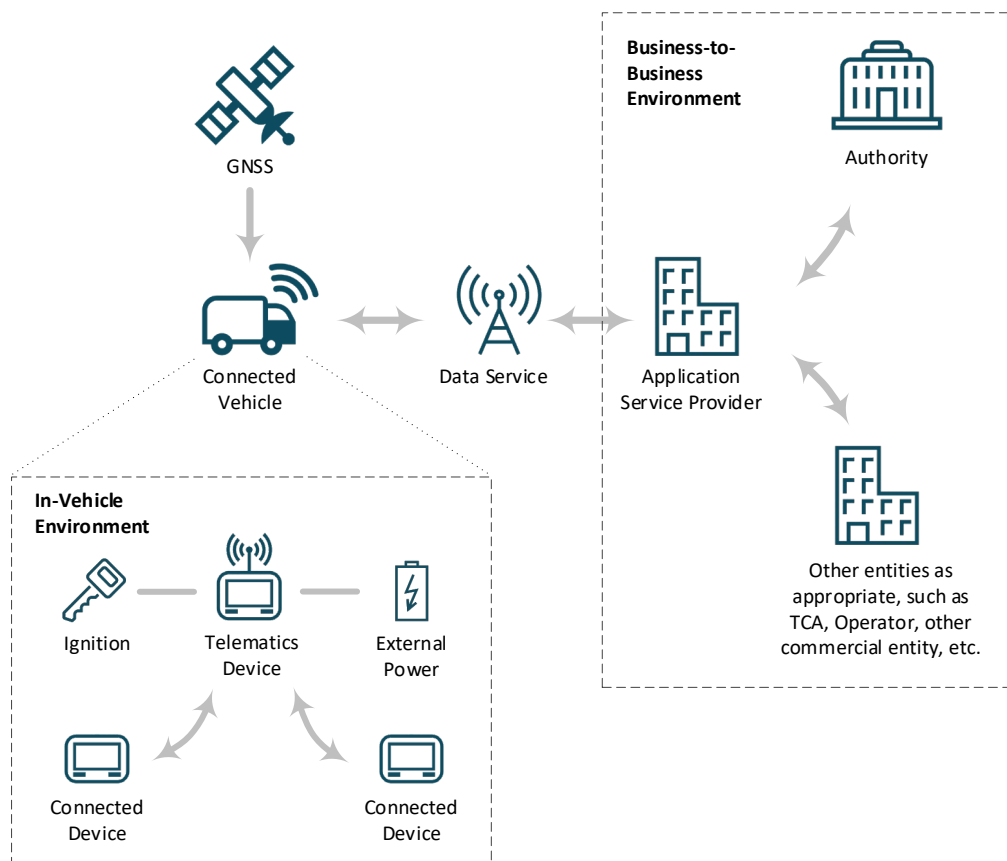 Business-to-
Business
Environment
Authority
GNSS
Connected
Vehicle
Data Service
Application
Service Provider
In-Vehicle
Environment
Ignition
Telematics
Device
External
Power
Connected
Device
Connected
Device
Other entities as
appropriate, such as
TCA, Operator, other
commercial entity, etc.